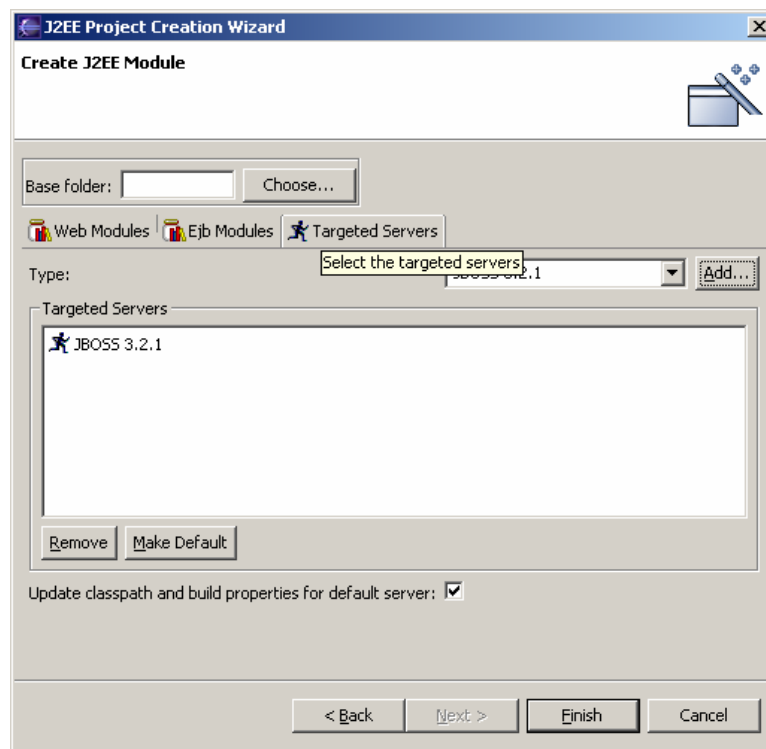 J2EE Project Creation Wizard
Create J2EE Module
Base folder: Choose...
Web Modules Ejb Modules Targeted Servers
Select the targeted servers
Type: .2.1 Add...
Targeted Servers
JBOSS 3.2.1
Remove Make Default
Update classpath and build properties for default server:
< Back Next > Finish Cancel